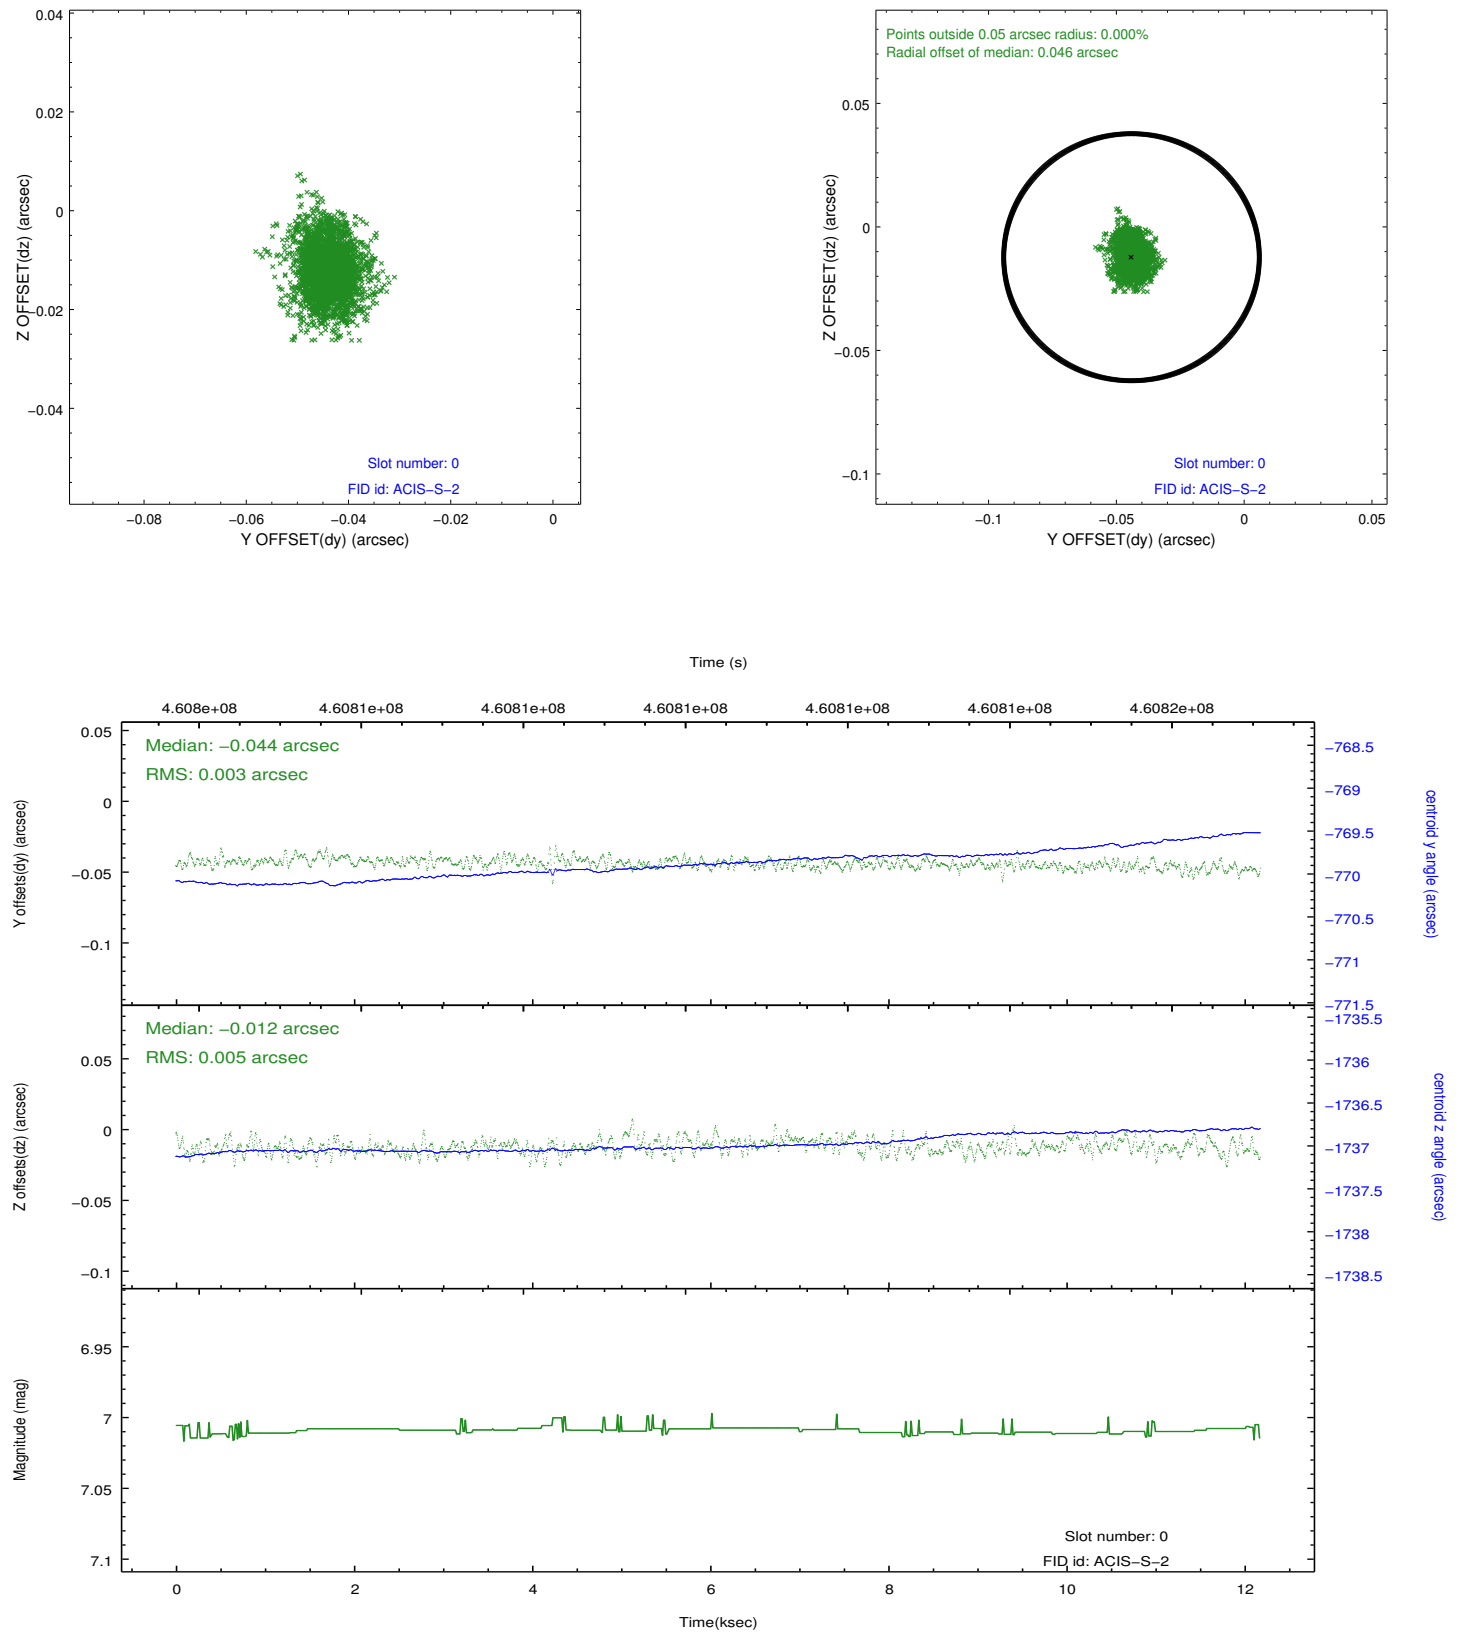 0.04
0.02
0
−0.02
−0.04
Z OFFSET(dz) (arcsec)
Slot number: 0
FID id: ACIS−S−2
−0.08 −0.06 −0.04 −0.02 0
Y OFFSET(dy) (arcsec)
Points outside 0.05 arcsec radius: 0.000%
Radial offset of median: 0.046 arcsec
0.05
0
−0.05
−0.1
Z OFFSET(dz) (arcsec)
Slot number: 0
FID id: ACIS−S−2
−0.1 −0.05 0 0.05
Y OFFSET(dy) (arcsec)
Time (s)
4.608e+08 4.6081e+08 4.6081e+08 4.6081e+08 4.6081e+08 4.6081e+08 4.6082e+08
Median: −0.044 arcsec
RMS: 0.003 arcsec
0.05
0
−0.05
−0.1
Y offsets(dy) (arcsec)
−768.5
−769
−769.5
−770
−770.5
−771
−771.5
centroid y angle (arcsec)
Median: −0.012 arcsec
RMS: 0.005 arcsec
0.05
0
−0.05
−0.1
Z offsets(dz) (arcsec)
−1735.5
−1736
−1736.5
−1737
−1737.5
−1738
−1738.5
centroid z angle (arcsec)
6.95
7
7.05
7.1
Magnitude (mag)
Slot number: 0
FID id: ACIS−S−2
0 2 4 6 8 10 12
Time(ksec)